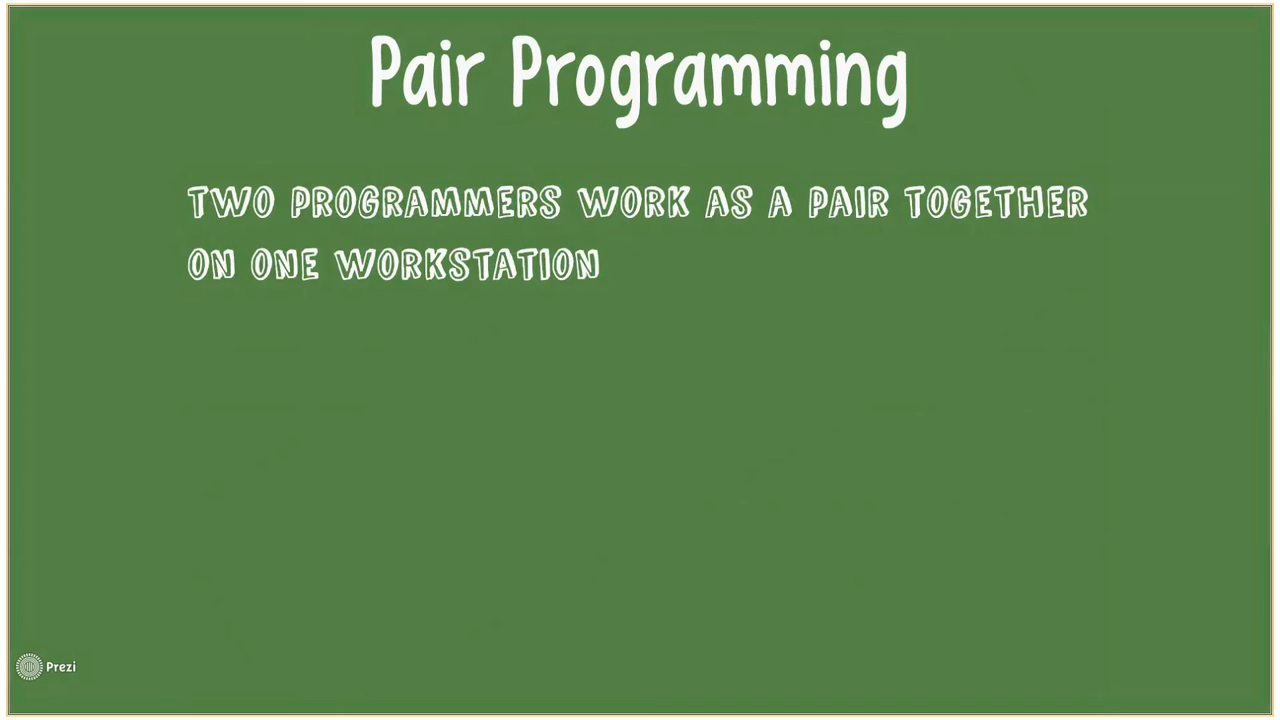 Pair Programming
TWO PROGRAMMERS WORK AS A PAIR TOGETHER
ON ONE WORKSTATION
Prezi